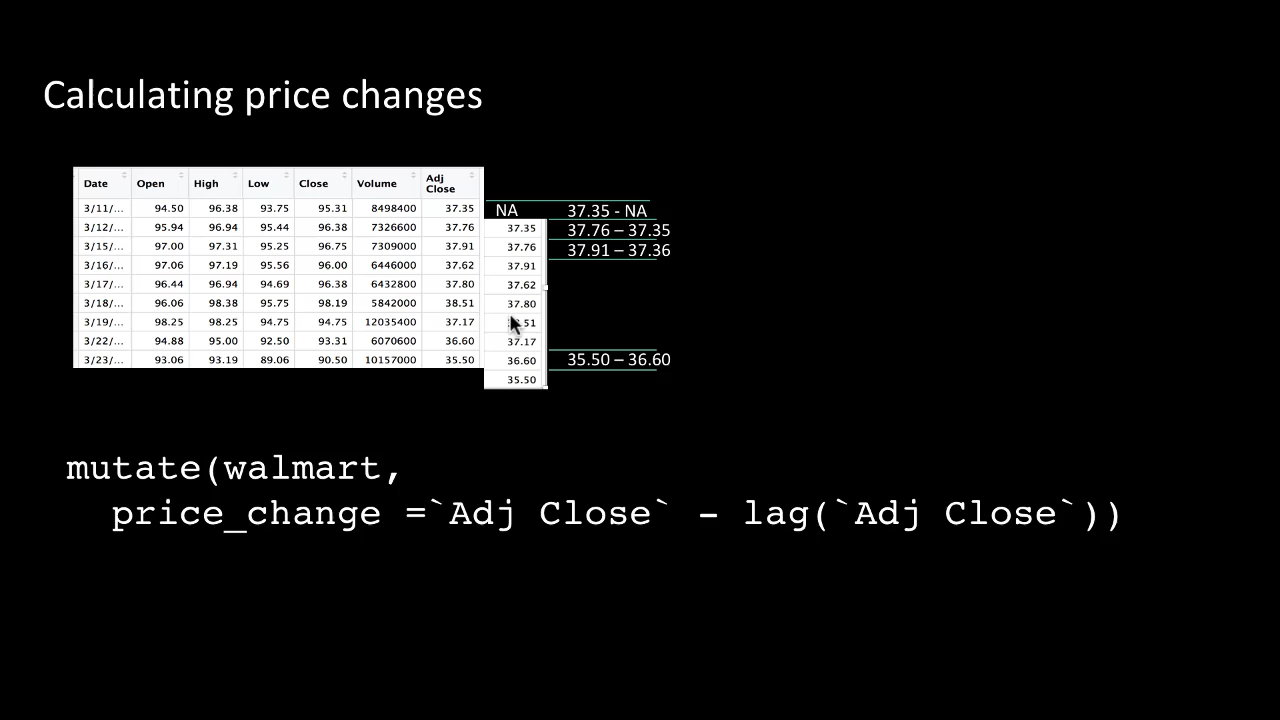 Calculating price changes
Date Open High Low Close Volume Adj Close
3/11/... 94.50 96.38 93.75 95.31 8498400 37.35 NA 37.35 - NA
3/12/... 95.94 96.94 95.44 96.38 7326600 37.76 37.35 37.76 – 37.35
3/15/... 97.00 97.31 95.25 96.75 7309000 37.91 37.76 37.91 – 37.36
3/16/... 97.06 97.19 95.56 96.00 6446000 37.62 37.91
3/17/... 96.44 96.94 94.69 96.38 6432800 37.80 37.62
3/18/... 96.06 98.38 95.75 98.19 5842000 38.51 37.80
3/19/... 98.25 98.25 94.75 94.75 12035400 37.17 .51
3/22/... 94.88 95.00 92.50 93.31 6070600 36.60 37.17
3/23/... 93.06 93.19 89.06 90.50 10157000 35.50 36.60 35.50 – 36.60
35.50
mutate(walmart,
price_change =`Adj Close` – lag(`Adj Close`))